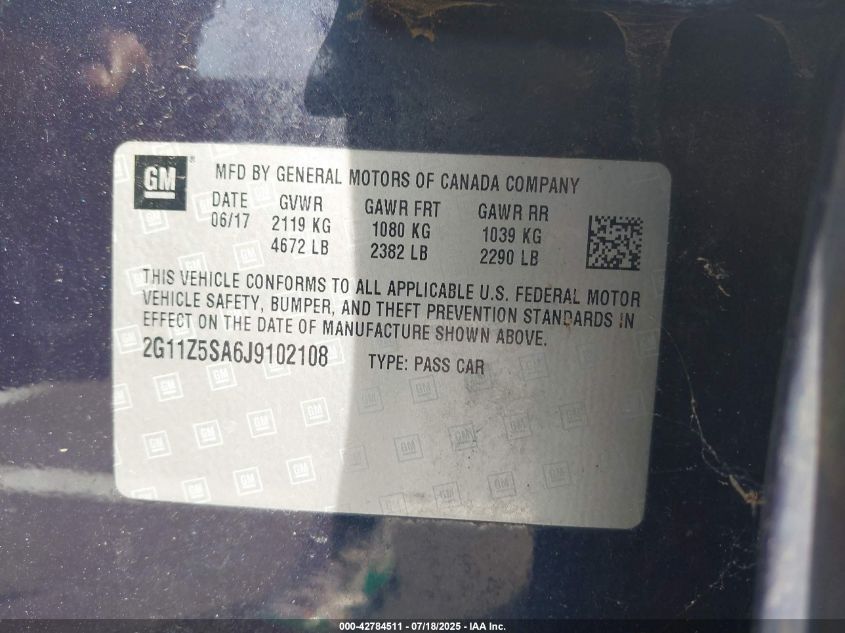 GM
MFD BY GENERAL MOTORS OF CANADA COMPANY
DATE GVWR GAWR FRT GAWR RR
06/17 2119 KG 1080 KG 1039 KG
4672 LB 2382 LB 2290 LB
THIS VEHICLE CONFORMS TO ALL APPLICABLE U.S. FEDERAL MOTOR
VEHICLE SAFETY, BUMPER, AND THEFT PREVENTION STANDARDS IN
EFFECT ON THE DATE OF MANUFACTURE SHOWN ABOVE.
2G11Z5SA6J9102108 TYPE: PASS CAR
000-42784511 - 07/18/2025 - IAA Inc.